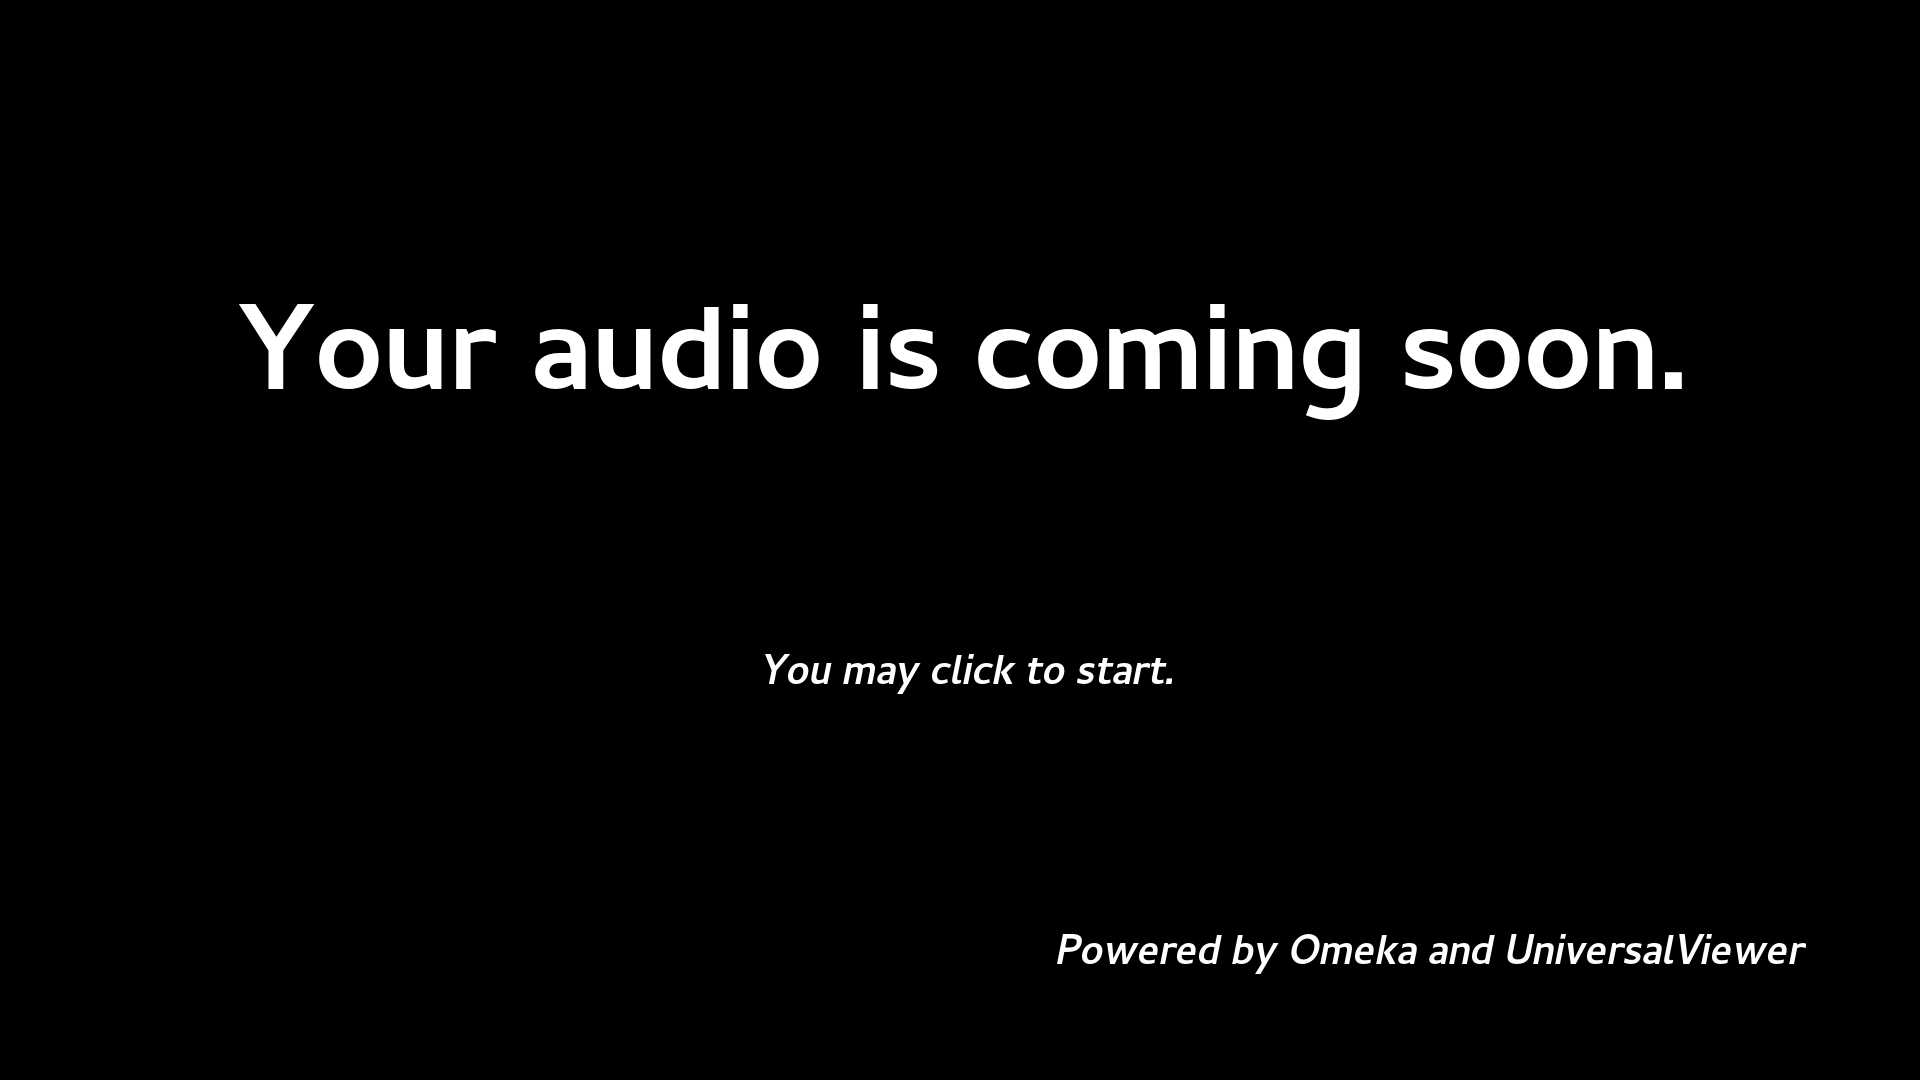 Your audio is coming soon.
You may click to start.
Powered by Omeka and UniversalViewer